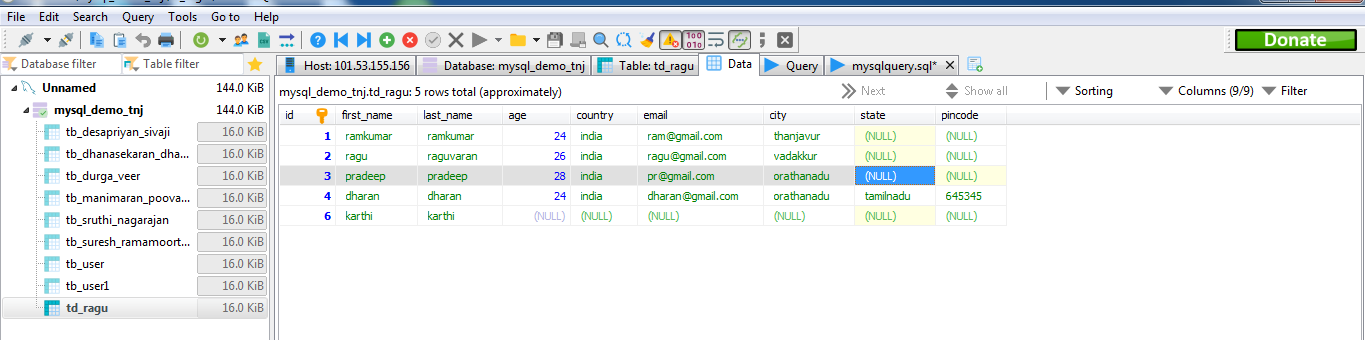 File Edit Search Query Tools Go to Help
Donate
Database filter Table filter
Host: 101.53.155.156 Database: mysql_demo_tnj Table: td_ragu Data Query mysqlquery.sql*
Unnamed 144.0 KiB
mysql_demo_tnj 144.0 KiB
tb_desapriyan_sivaji 16.0 KiB
tb_dhanasekaran_dha... 16.0 KiB
tb_durga_veer 16.0 KiB
tb_manimaran_poova... 16.0 KiB
tb_sruthi_nagarajan 16.0 KiB
tb_suresh_ramamoort... 16.0 KiB
tb_user 16.0 KiB
tb_user1 16.0 KiB
td_ragu 16.0 KiB
mysql_demo_tnj.td_ragu: 5 rows total (approximately) Next Show all Sorting Columns (9/9) Filter
id first_name last_name age country email city state pincode
1 ramkumar ramkumar 24 india ram@gmail.com thanjavur (NULL) (NULL)
2 ragu raguvaran 26 india ragu@gmail.com vadakkur (NULL) (NULL)
3 pradeep pradeep 28 india pr@gmail.com orathanadu (NULL) (NULL)
4 dharan dharan 24 india dharan@gmail.com orathanadu tamilnadu 645345
6 karthi karthi (NULL) (NULL) (NULL) (NULL) (NULL) (NULL)